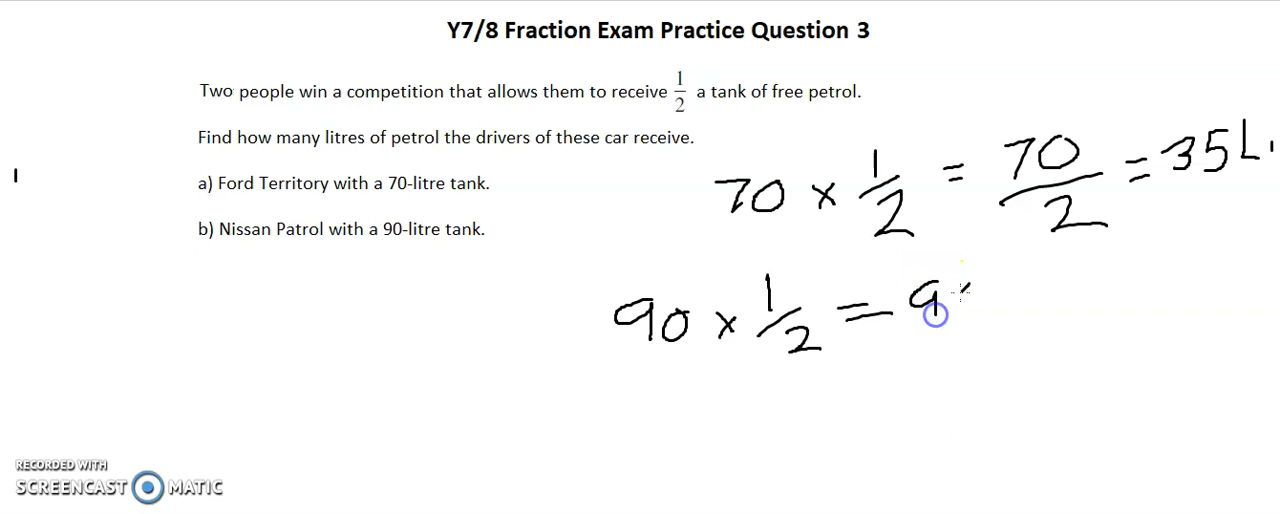 Y7/8 Fraction Exam Practice Question 3
Two people win a competition that allows them to receive 1/2 a tank of free petrol.
Find how many litres of petrol the drivers of these car receive.
a) Ford Territory with a 70-litre tank.
b) Nissan Patrol with a 90-litre tank.
70 × 1/2 = 70/2 = 35L.
90 × 1/2 = 9
RECORDED WITH
SCREENCAST MATIC